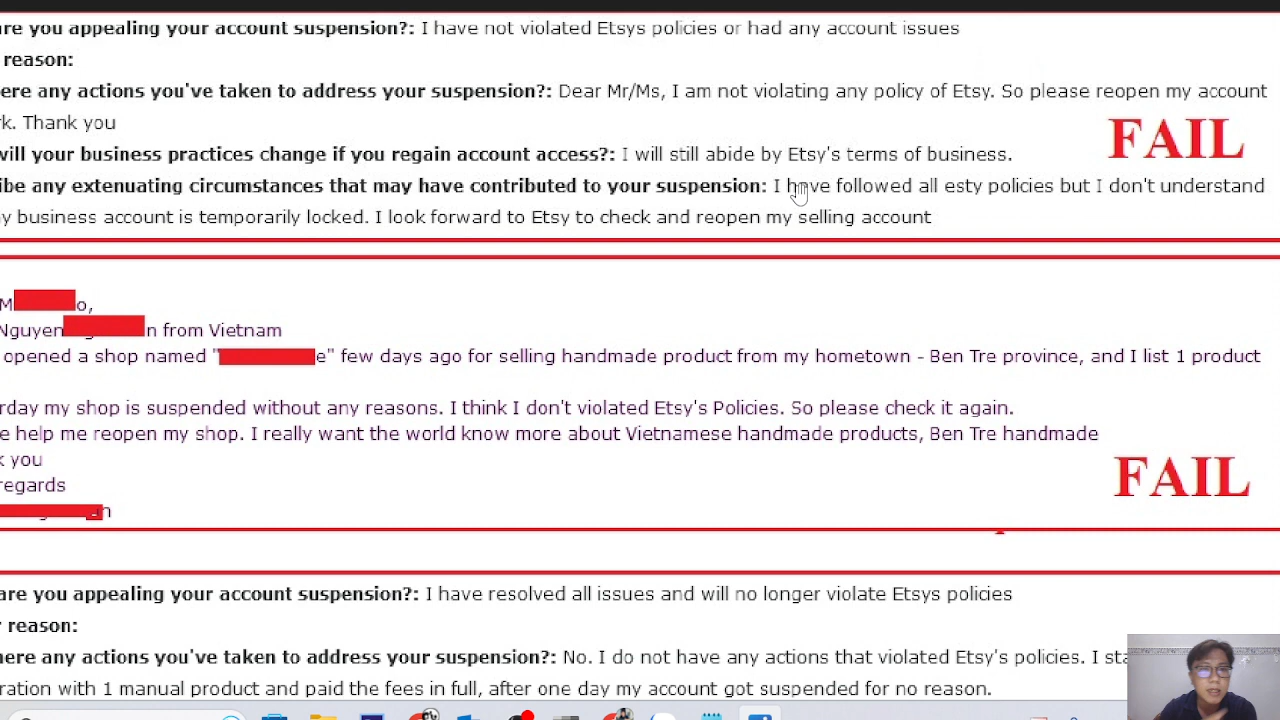 are you appealing your account suspension?: I have not violated Etsys policies or had any account issues
reason:
ere any actions you've taken to address your suspension?: Dear Mr/Ms, I am not violating any policy of Etsy. So please reopen my account
rk. Thank you
FAIL
will your business practices change if you regain account access?: I will still abide by Etsy's terms of business.
ibe any extenuating circumstances that may have contributed to your suspension: I have followed all esty policies but I don't understand
y business account is temporarily locked. I look forward to Etsy to check and reopen my selling account
M o,
Nguyen n from Vietnam
opened a shop named " e" few days ago for selling handmade product from my hometown - Ben Tre province, and I list 1 product
rday my shop is suspended without any reasons. I think I don't violated Etsy's Policies. So please check it again.
e help me reopen my shop. I really want the world know more about Vietnamese handmade products, Ben Tre handmade
k you
FAIL
regards
n
are you appealing your account suspension?: I have resolved all issues and will no longer violate Etsys policies
r reason:
here any actions you've taken to address your suspension?: No. I do not have any actions that violated Etsy's policies. I sta
ration with 1 manual product and paid the fees in full, after one day my account got suspended for no reason.